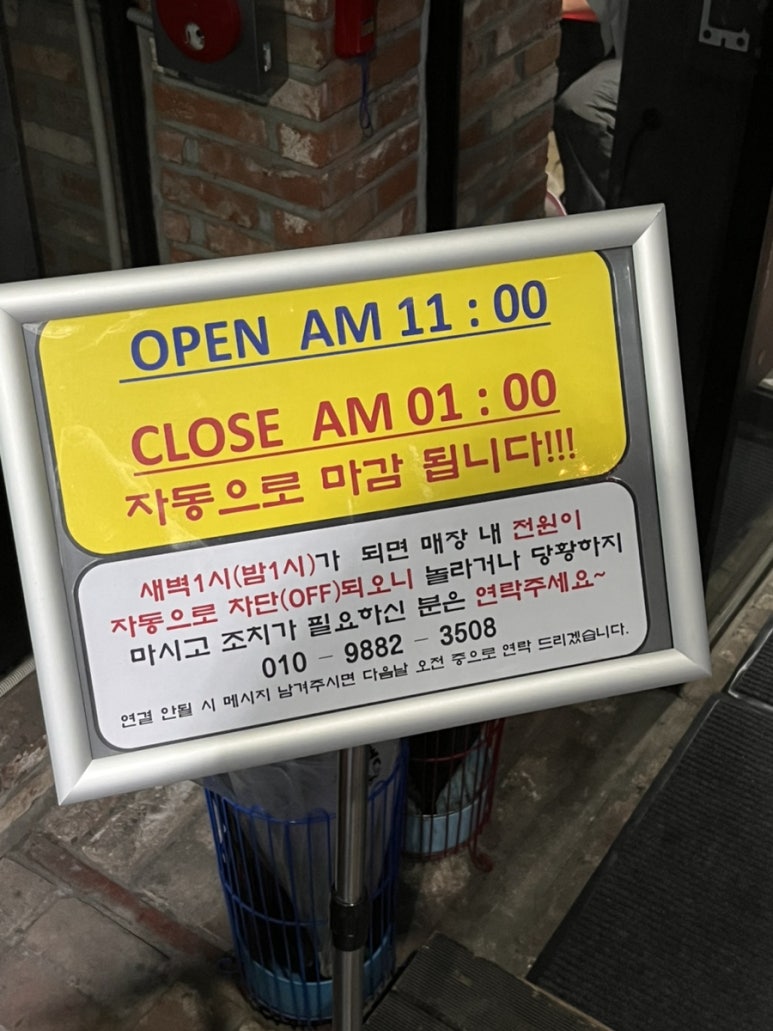 OPEN AM 11 : 00
CLOSE AM 01 : 00
자동으로 마감 됩니다!!!
새벽1시(밤1시)가 되면 매장 내 전원이
자동으로 차단(OFF)되오니 놀라거나 당황하지
마시고 조치가 필요하신 분은 연락주세요~
010 - 9882 - 3508
연결 안될 시 메시지 남겨주시면 다음날 오전 중으로 연락 드리겠습니다.